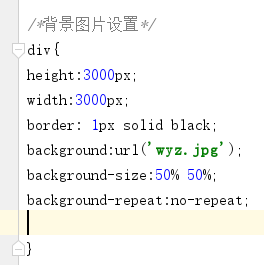 /*背景图片设置*/
div{
height:3000px;
width:3000px;
border: 1px solid black;
background:url('wyz.jpg');
background-size:50% 50%;
background-repeat:no-repeat;
}